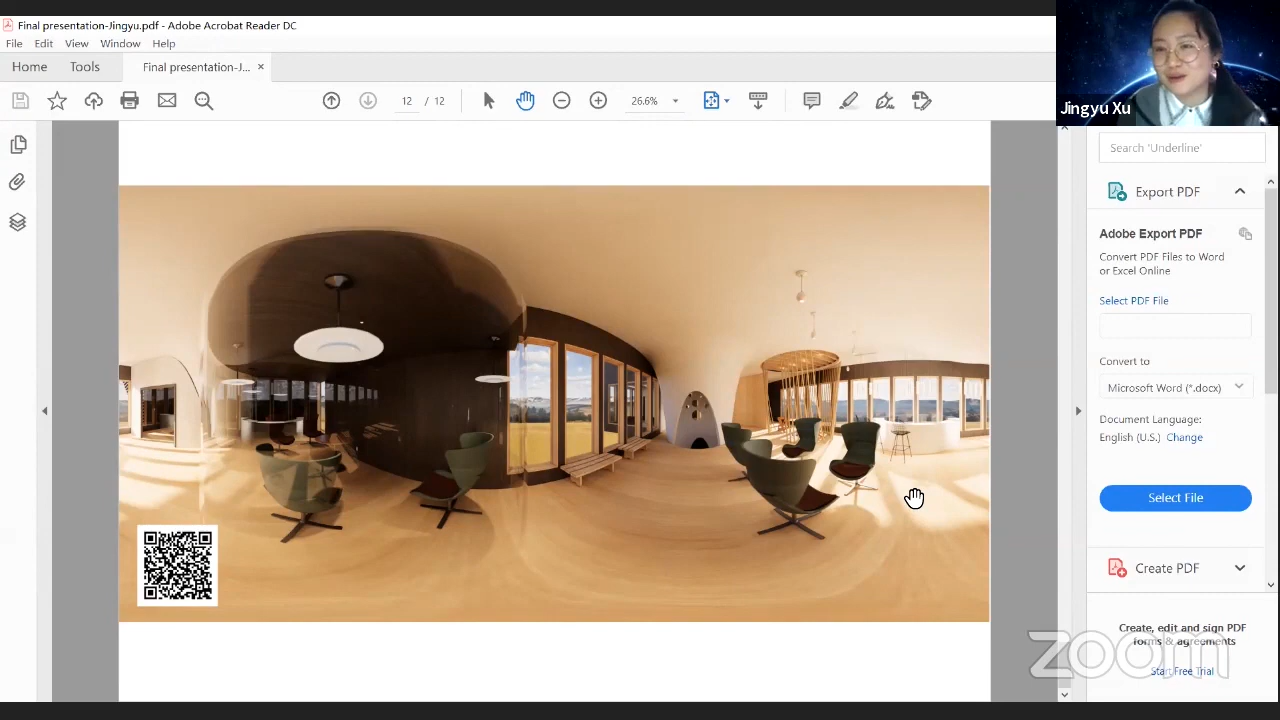 Final presentation-Jingyu.pdf - Adobe Acrobat Reader DC
File Edit View Window Help
Home Tools Final presentation-J... ×
12 / 12 26.6%
Jingyu Xu
Search 'Underline'
Export PDF
Adobe Export PDF
Convert PDF Files to Word
or Excel Online
Select PDF File
Convert to
Microsoft Word (*.docx)
Document Language:
English (U.S.) Change
Select File
Create PDF
Create, edit and sign PDF
forms & agreements
Start Free Trial
zoom